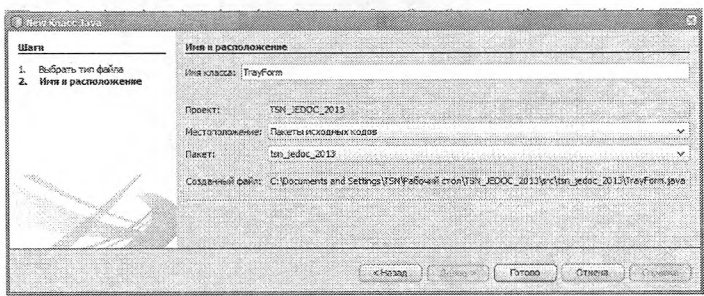 New Класс Java
Шаги
1. Выбрать тип файла
2. Имя и расположение
Имя и расположение
Имя класса: TrayForm
Проект: TSN_JEDOC_2013
Местоположение: Пакеты исходных кодов
Пакет: tsn_jedoc_2013
Созданный файл: C:\Documents and Settings\TSN\Рабочий стол\TSN_JEDOC_2013\src\tsn_jedoc_2013\TrayForm.java
< Назад Далее > Готово Отмена Справка